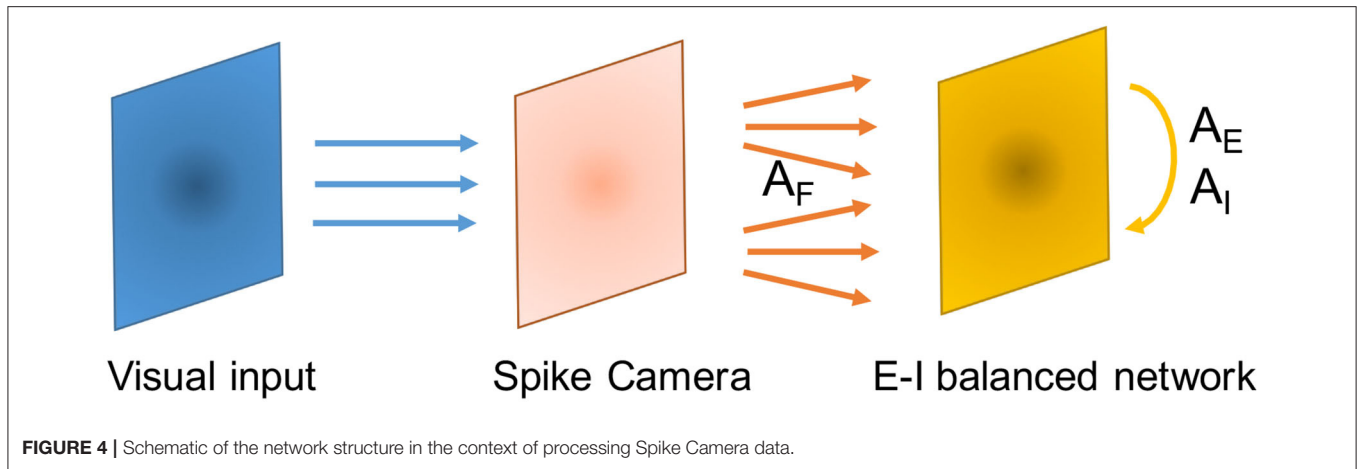 A_F
A_E
A_I
Visual input
Spike Camera
E-I balanced network
FIGURE 4 | Schematic of the network structure in the context of processing Spike Camera data.